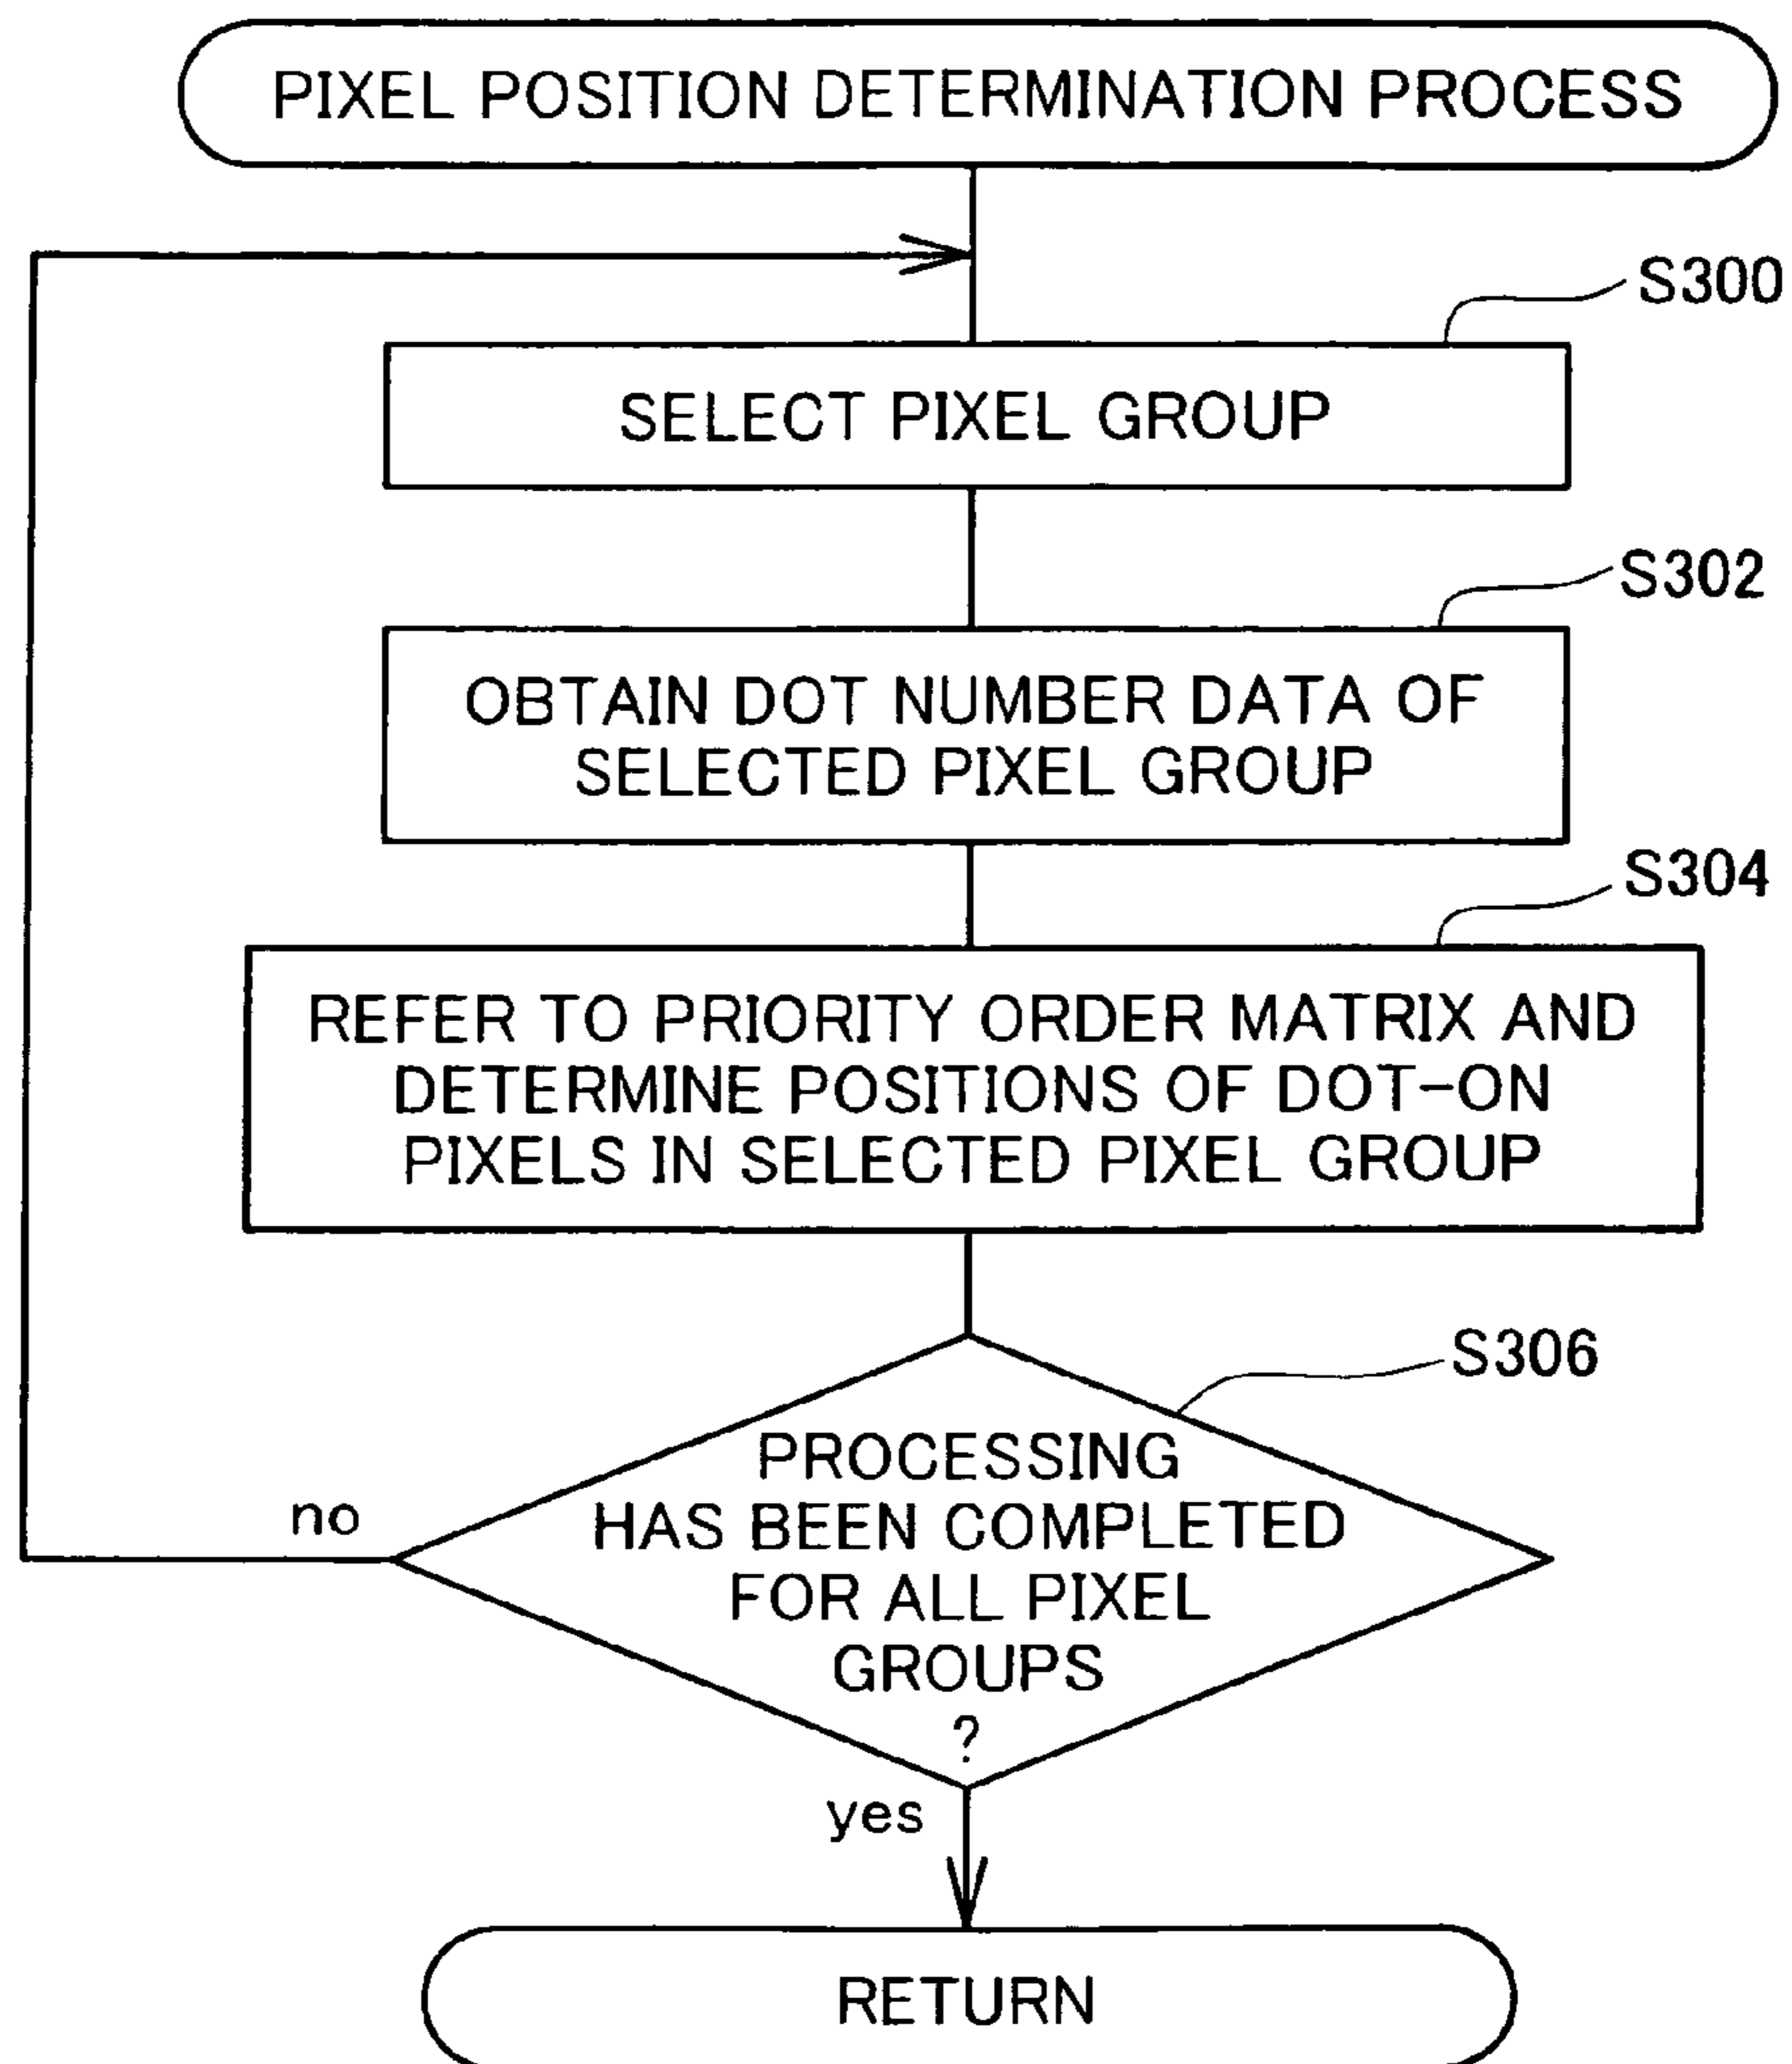 PIXEL POSITION DETERMINATION PROCESS
S300
SELECT PIXEL GROUP
S302
OBTAIN DOT NUMBER DATA OF
SELECTED PIXEL GROUP
S304
REFER TO PRIORITY ORDER MATRIX AND
DETERMINE POSITIONS OF DOT-ON
PIXELS IN SELECTED PIXEL GROUP
S306
PROCESSING
HAS BEEN COMPLETED
FOR ALL PIXEL
GROUPS
?
no
yes
RETURN